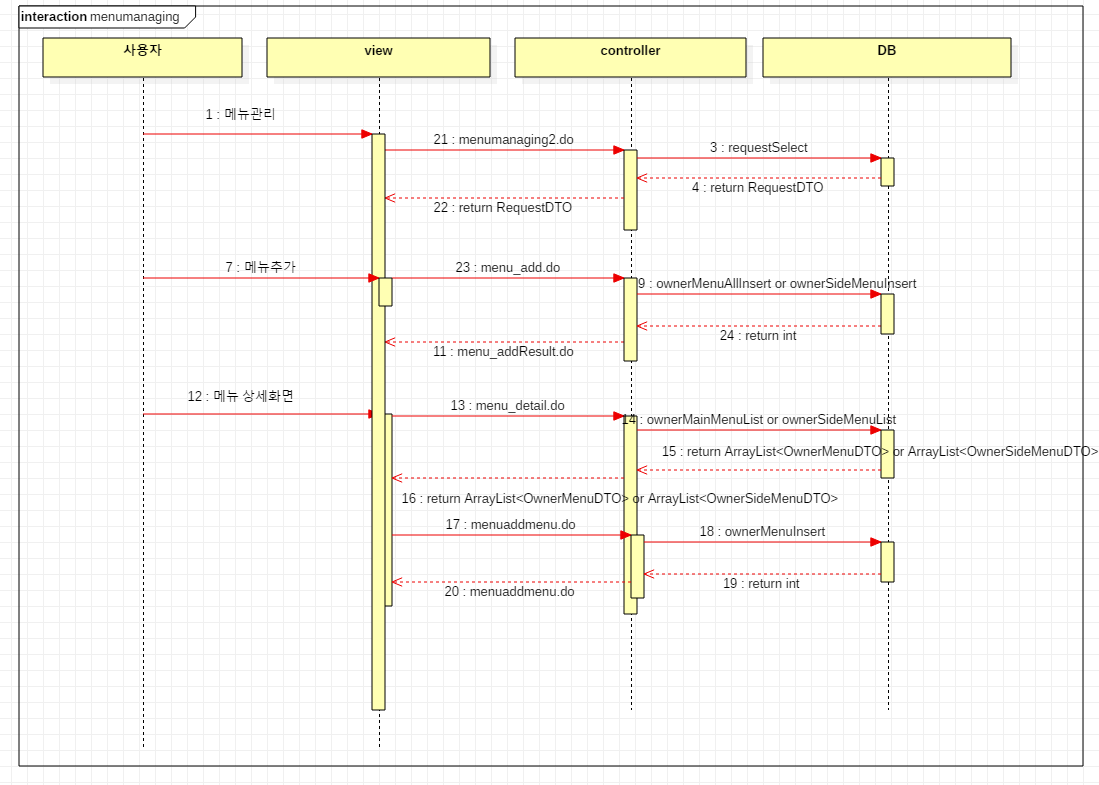 interaction menumanaging
사용자
view
controller
DB
1 : 메뉴관리
21 : menumanaging2.do
3 : requestSelect
4 : return RequestDTO
22 : return RequestDTO
7 : 메뉴추가
23 : menu_add.do
9 : ownerMenuAllInsert or ownerSideMenuInsert
24 : return int
11 : menu_addResult.do
12 : 메뉴 상세화면
13 : menu_detail.do
14 : ownerMainMenuList or ownerSideMenuList
15 : return ArrayList<OwnerMenuDTO> or ArrayList<OwnerSideMenuDTO>
16 : return ArrayList<OwnerMenuDTO> or ArrayList<OwnerSideMenuDTO>
17 : menuaddmenu.do
18 : ownerMenuInsert
19 : return int
20 : menuaddmenu.do